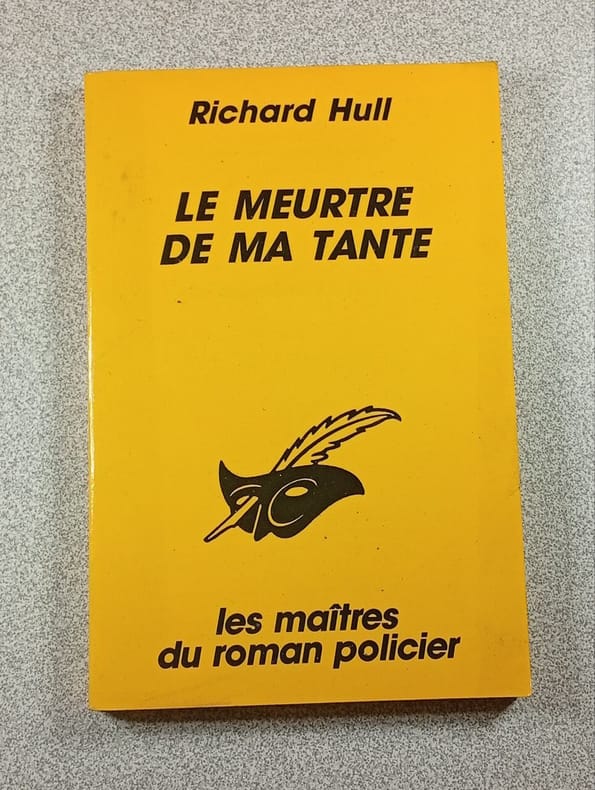 Richard Hull
LE MEURTRE
DE MA TANTE
les maîtres
du roman policier